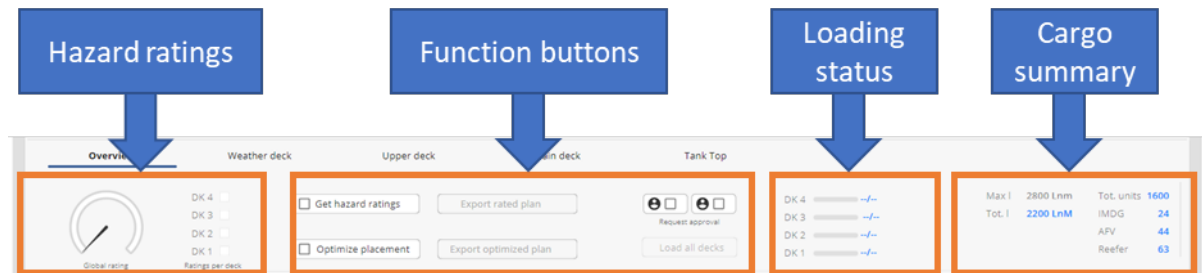 Hazard ratings
Function buttons
Loading
status
Cargo
summary
Overvie
Weather deck
Upper deck
ain deck
Tank Top
DK 4
DK 3
DK 2
DK 1
Global rating
Ratings per deck
Get hazard ratings
Export rated plan
Optimize placement
Export optimized plan
Request approval
Load all decks
DK 4 --/--
DK 3 --/--
DK 2 --/--
DK 1 --/--
Max l 2800 Lnm Tot. units 1600
Tot. l 2200 LnM IMDG 24
AFV 44
Reefer 63